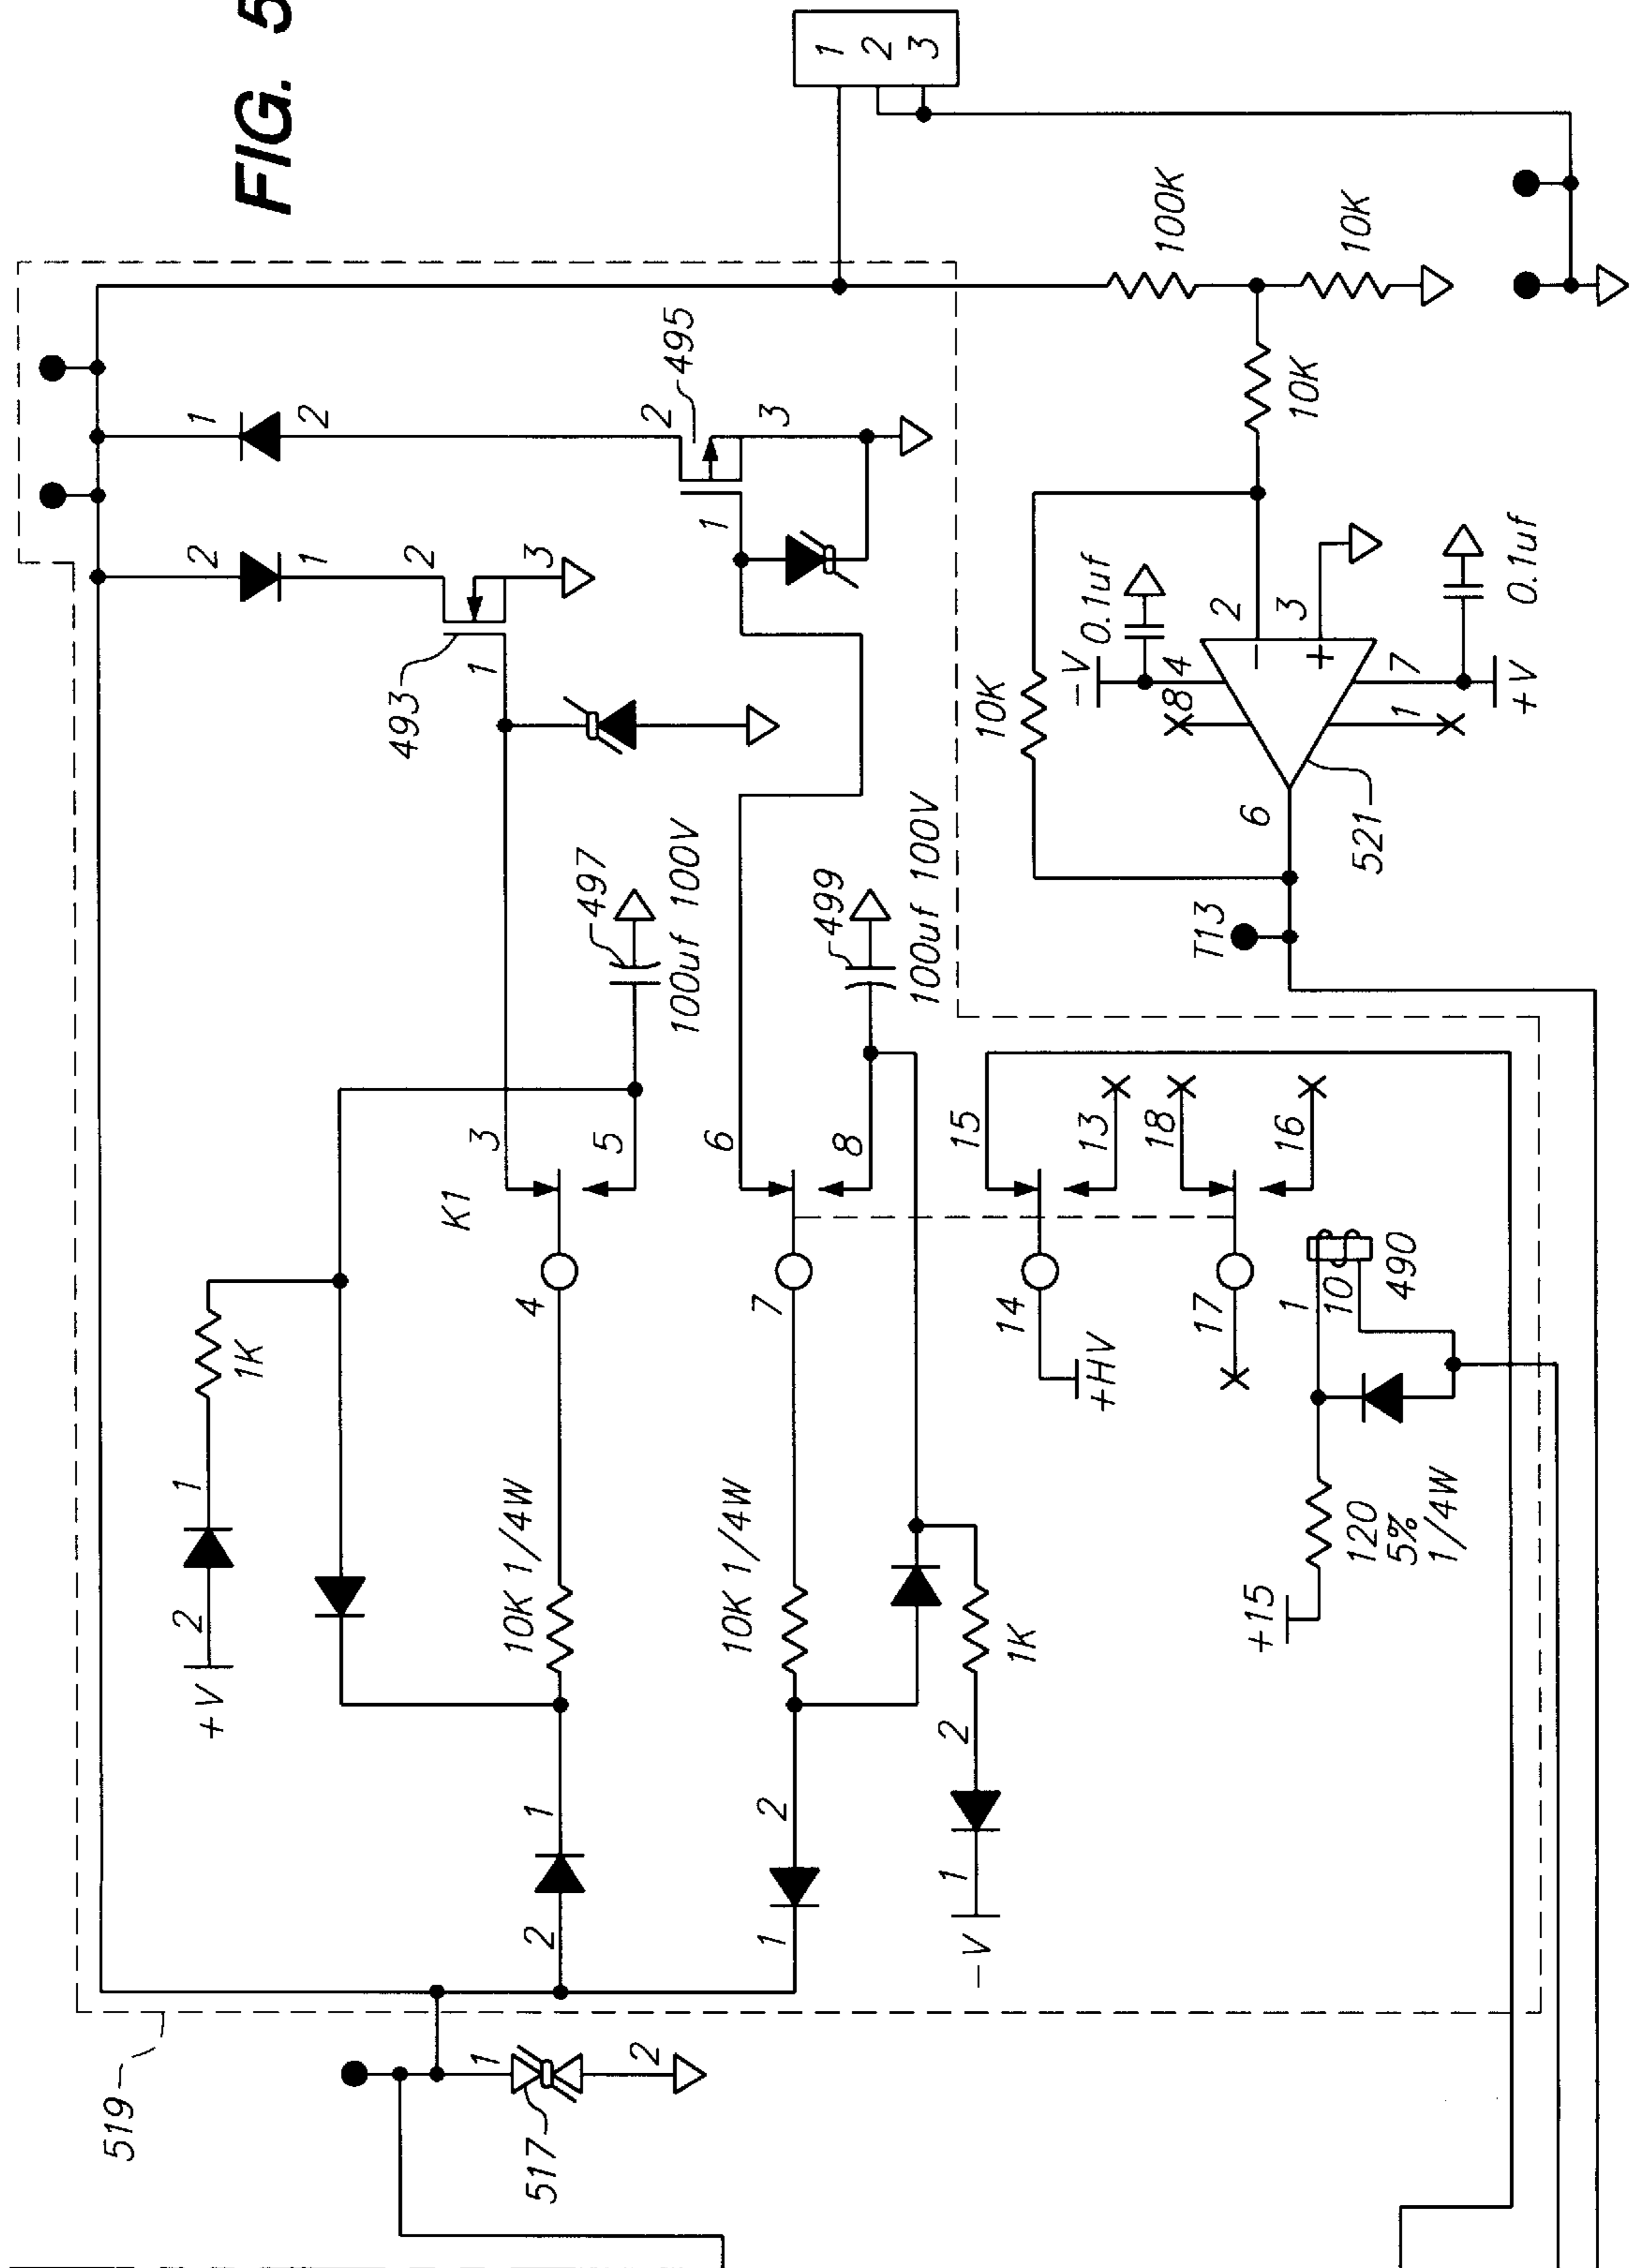 FIG. 5
1
2
3
100K
10K
10K
1
2
2
495
3
1
2
1
2
3
493
1
-V
0.1uf
4
8
2
3
-
+
7
1
+V
0.1uf
10K
6
521
T13
497
100uf 100V
499
100uf 100V
K1
3
5
6
8
15
13
18
16
4
7
14
+HV
17
1
10
490
1K
1
2
+V
10K 1/4W
10K 1/4W
1K
2
1
-V
120
5%
1/4W
+15
1
2
2
1
519
1
2
517